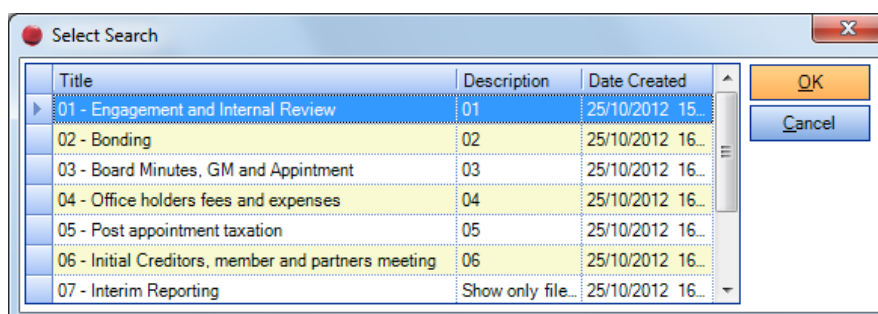 Select Search
Title Description Date Created
OK
01 - Engagement and Internal Review 01 25/10/2012 15...
Cancel
02 - Bonding 02 25/10/2012 16...
03 - Board Minutes, GM and Appintment 03 25/10/2012 16...
04 - Office holders fees and expenses 04 25/10/2012 16...
05 - Post appointment taxation 05 25/10/2012 16...
06 - Initial Creditors, member and partners meeting 06 25/10/2012 16...
07 - Interim Reporting Show only file... 25/10/2012 16...